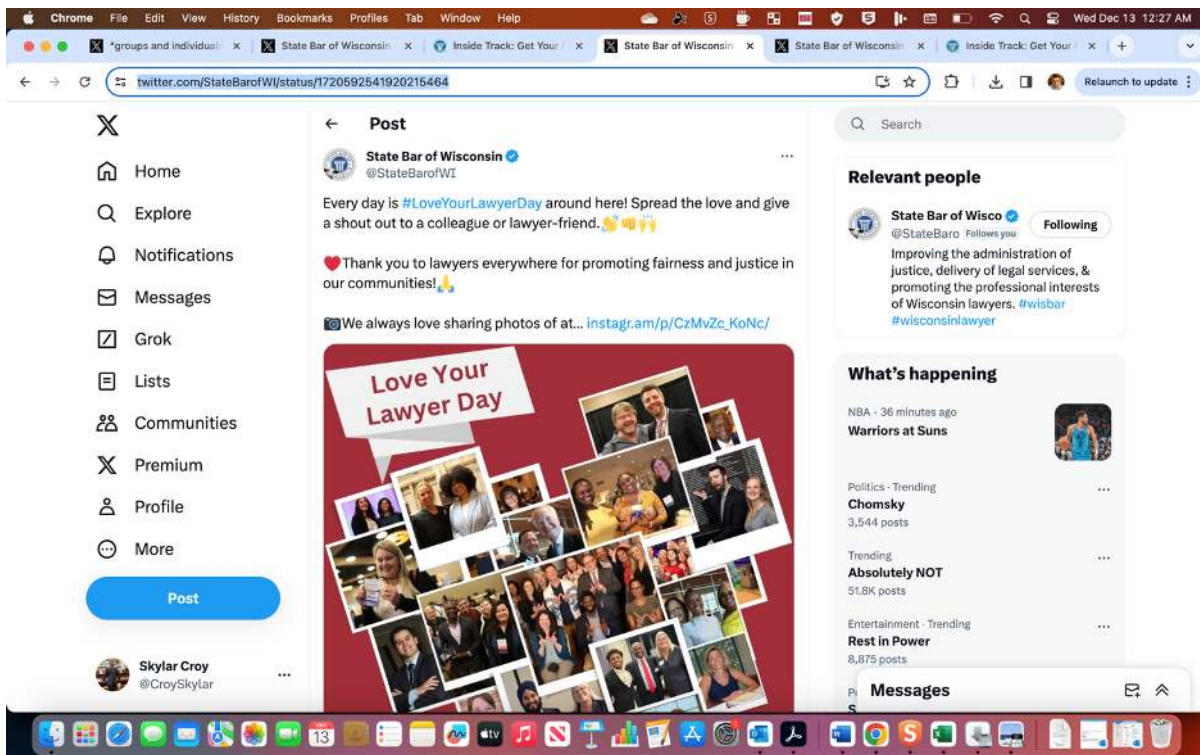 Chrome File Edit View History Bookmarks Profiles Tab Window Help
Wed Dec 13 12:27 AM
"groups and individual
State Bar of Wisconsin
Inside Track: Get Your
State Bar of Wisconsin
State Bar of Wisconsin
Inside Track: Get Your
twitter.com/StateBarofWI/status/1720592541920215464
Relaunch to update
Home
Explore
Notifications
Messages
Grok
Lists
Communities
Premium
Profile
More
Post
Skylar Croy
@CroySkylar
Post
State Bar of Wisconsin
@StateBarofWI
Every day is #LoveYourLawyerDay around here! Spread the love and give
a shout out to a colleague or lawyer-friend.👏👊🙌
❤️Thank you to lawyers everywhere for promoting fairness and justice in
our communities!🙏
📷We always love sharing photos of at... instagr.am/p/CzMvZc_KoNc/
Love Your
Lawyer Day
Search
Relevant people
State Bar of Wisco
@StateBaro Follows you
Following
Improving the administration of
justice, delivery of legal services, &
promoting the professional interests
of Wisconsin lawyers. #wisbar
#wisconsinlawyer
What's happening
NBA · 36 minutes ago
Warriors at Suns
Politics · Trending
Chomsky
3,544 posts
Trending
Absolutely NOT
51.8K posts
Entertainment · Trending
Rest in Power
8,875 posts
Messages
DEC
13
tv